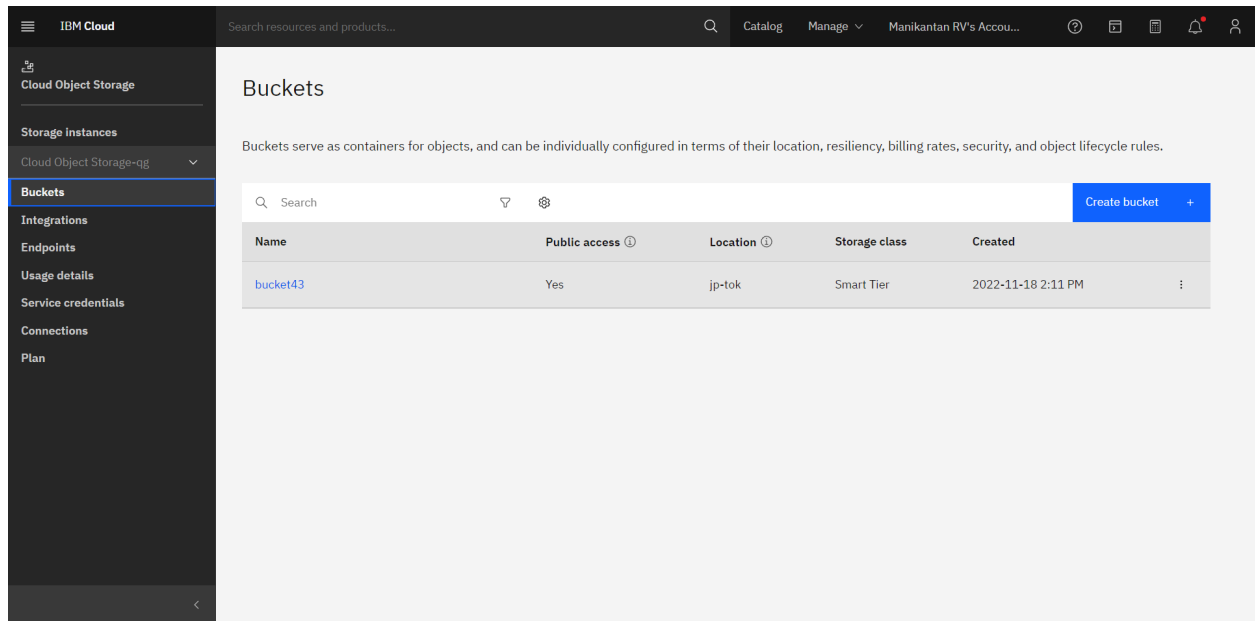 IBM Cloud
Search resources and products...
Catalog
Manage
Manikantan RV's Accou...
Cloud Object Storage
Storage instances
Cloud Object Storage-qg
Buckets
Integrations
Endpoints
Usage details
Service credentials
Connections
Plan
Buckets
Buckets serve as containers for objects, and can be individually configured in terms of their location, resiliency, billing rates, security, and object lifecycle rules.
Search
Create bucket +
Name Public access Location Storage class Created
bucket43 Yes jp-tok Smart Tier 2022-11-18 2:11 PM